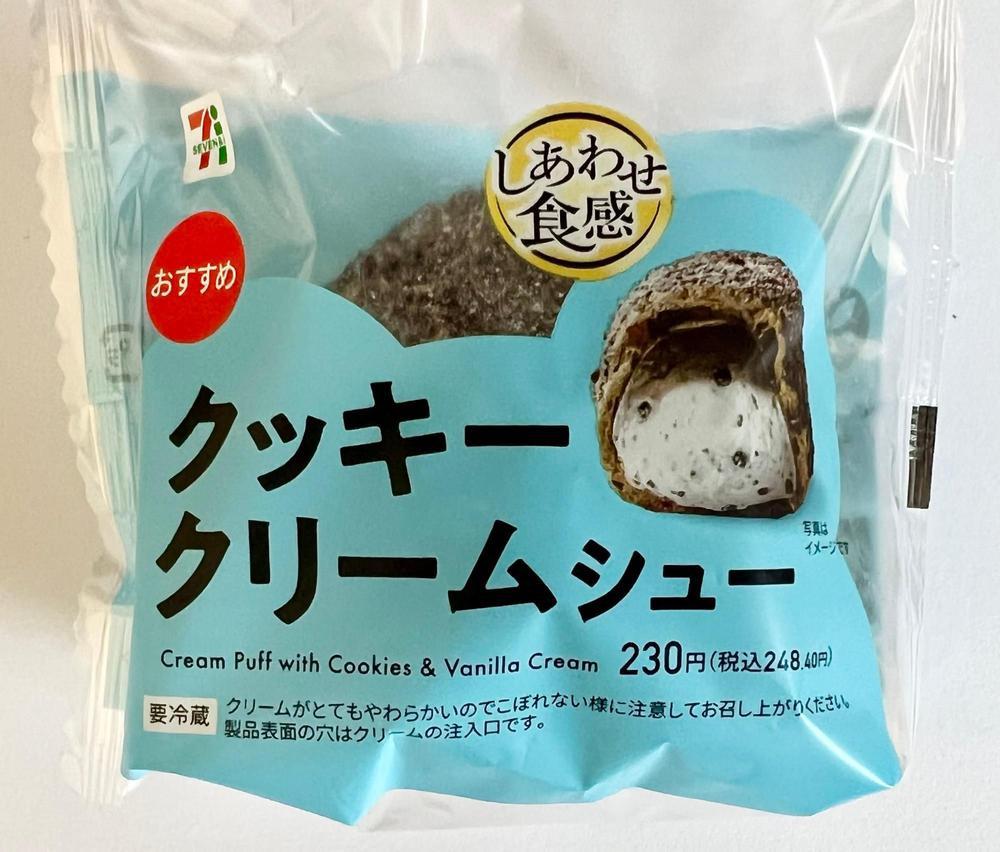 7i
SEVEN&i
しあわせ
食感
おすすめ
クッキー
クリームシュー
写真は
イメージです
Cream Puff with Cookies & Vanilla Cream 230円(税込248.40円)
要冷蔵
クリームがとてもやわらかいのでこぼれない様に注意してお召し上がりください。
製品表面の穴はクリームの注入口です。